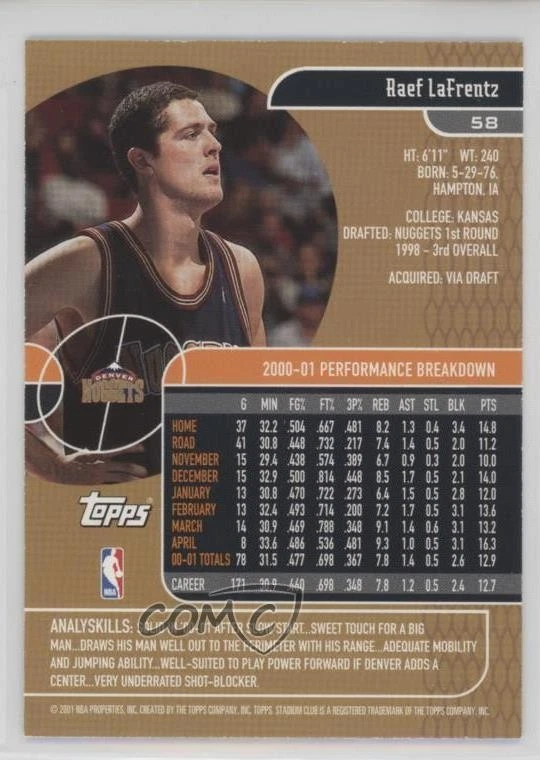 Raef LaFrentz
58
HT: 6'11" WT: 240
BORN: 5-29-76,
HAMPTON, IA
COLLEGE: KANSAS
DRAFTED: NUGGETS 1st ROUND
1998 - 3rd OVERALL
ACQUIRED: VIA DRAFT
DENVER
NUGGETS
2000-01 PERFORMANCE BREAKDOWN
G MIN FG% FT% 3P% REB AST STL BLK PTS
HOME 37 32.2 .504 .667 .481 8.2 1.3 0.4 3.4 14.8
ROAD 41 30.8 .448 .732 .217 7.4 1.4 0.5 2.0 11.2
NOVEMBER 15 29.4 .438 .574 .389 6.7 0.9 0.3 2.0 10.0
DECEMBER 15 32.9 .500 .814 .448 8.5 1.7 0.5 2.1 14.0
JANUARY 13 30.8 .470 .722 .273 6.4 1.5 0.5 2.8 12.0
FEBRUARY 13 32.4 .493 .714 .200 7.2 1.7 0.5 3.1 13.2
MARCH 14 30.9 .469 .788 .348 9.1 1.4 0.6 3.1 13.6
APRIL 8 33.6 .486 .536 .481 9.3 1.0 0.5 3.1 16.3
00-01 TOTALS 78 31.5 .477 .698 .367 7.8 1.4 0.5 2.6 12.9
CAREER 171 30.9 .460 .698 .348 7.8 1.2 0.5 2.4 12.7
Topps
NBA
COMC
ANALYSKILLS: SOLID IN 00-01 AFTER SLOW START...SWEET TOUCH FOR A BIG
MAN...DRAWS HIS MAN WELL OUT TO THE PERIMETER WITH HIS RANGE...ADEQUATE MOBILITY
AND JUMPING ABILITY...WELL-SUITED TO PLAY POWER FORWARD IF DENVER ADDS A
CENTER...VERY UNDERRATED SHOT-BLOCKER.
© 2001 NBA PROPERTIES, INC. CREATED BY THE TOPPS COMPANY, INC. TOPPS STADIUM CLUB IS A REGISTERED TRADEMARK OF THE TOPPS COMPANY, INC.